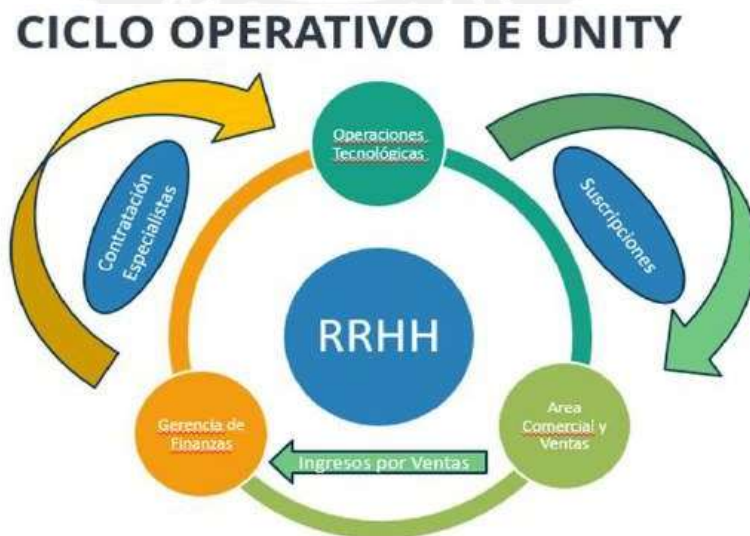 CICLO OPERATIVO DE UNITY
Operaciones
Tecnológicas
Contratación
Especialistas
Suscripciones
RRHH
Gerencia de
Finanzas
Area
Comercial y
Ventas
Ingresos por Ventas